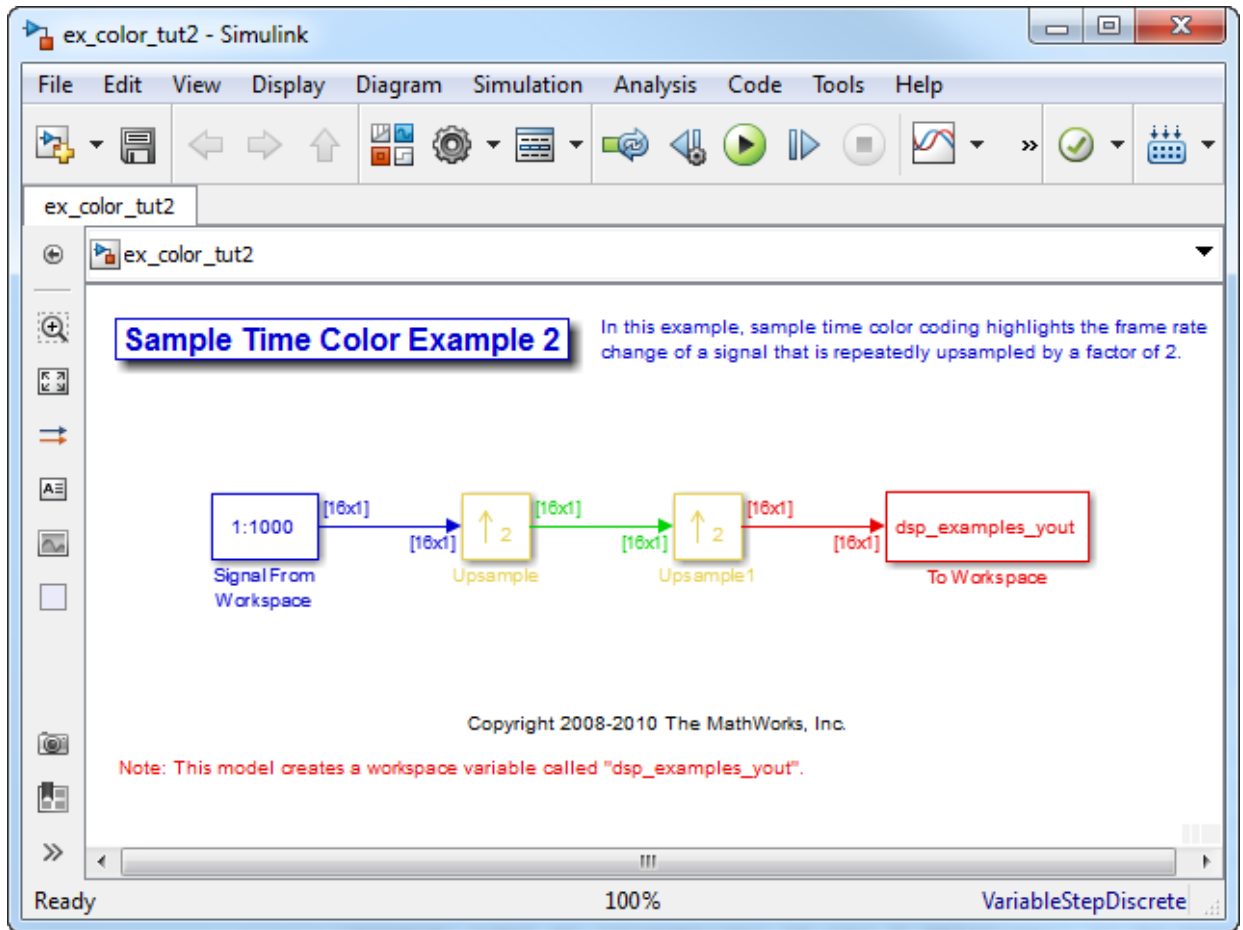 ex_color_tut2 - Simulink
File Edit View Display Diagram Simulation Analysis Code Tools Help
»
ex_color_tut2
ex_color_tut2
Sample Time Color Example 2
In this example, sample time color coding highlights the frame rate
change of a signal that is repeatedly upsampled by a factor of 2.
1:1000
[16x1]
[16x1]
2
[16x1]
[16x1]
2
[16x1]
[16x1]
dsp_examples_yout
Signal From
Workspace
Upsample
Upsample1
To Workspace
Copyright 2008-2010 The MathWorks, Inc.
Note: This model creates a workspace variable called "dsp_examples_yout".
Ready 100% VariableStepDiscrete